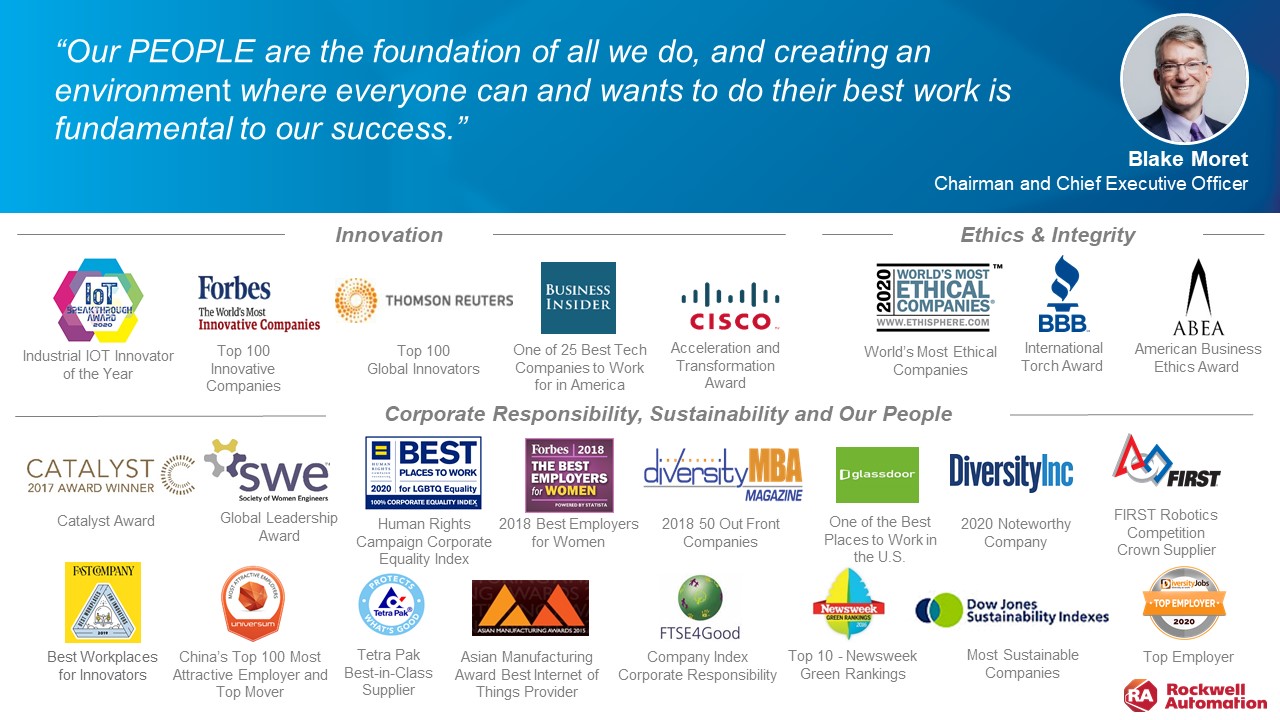 “Our PEOPLE are the foundation of all we do, and creating an
environment where everyone can and wants to do their best work is
fundamental to our success.”
Blake Moret
Chairman and Chief Executive Officer
Innovation
IoT
BREAKTHROUGH
AWARD
2020
Industrial IOT Innovator
of the Year
Forbes
The World's Most
Innovative Companies
Top 100
Innovative
Companies
THOMSON REUTERS
Top 100
Global Innovators
BUSINESS
INSIDER
One of 25 Best Tech
Companies to Work
for in America
CISCO
Acceleration and
Transformation
Award
Ethics & Integrity
2020
WORLD'S MOST
ETHICAL
COMPANIES®
WWW.ETHISPHERE.COM
™
World’s Most Ethical
Companies
BBB
International
Torch Award
ABEA
American Business
Ethics Award
Corporate Responsibility, Sustainability and Our People
CATALYST
2017 AWARD WINNER
Catalyst Award
swe
Society of Women Engineers
Global Leadership
Award
HUMAN
RIGHTS
CAMPAIGN
BEST
PLACES TO WORK
2020 for LGBTQ Equality
100% CORPORATE EQUALITY INDEX
Human Rights
Campaign Corporate
Equality Index
Forbes | 2018
THE BEST
EMPLOYERS
for WOMEN
POWERED BY STATISTA
2018 Best Employers
for Women
diversityMBA
MAGAZINE
2018 50 Out Front
Companies
glassdoor
One of the Best
Places to Work in
the U.S.
DiversityInc
2020 Noteworthy
Company
FIRST
FIRST Robotics
Competition
Crown Supplier
FAST COMPANY
BEST WORKPLACES
FOR INNOVATORS
2019
Best Workplaces
for Innovators
MOST ATTRACTIVE EMPLOYERS
universum
China’s Top 100 Most
Attractive Employer and
Top Mover
PROTECTS
Tetra Pak®
WHAT'S GOOD
Tetra Pak
Best-in-Class
Supplier
ASIAN MANUFACTURING AWARDS 2015
Asian Manufacturing
Award Best Internet of
Things Provider
FTSE4Good
Company Index
Corporate Responsibility
Newsweek
GREEN RANKINGS
Top 10 - Newsweek
Green Rankings
Dow Jones
Sustainability Indexes
Most Sustainable
Companies
DiversityJobs
TOP EMPLOYER
2020
Top Employer
RA
Rockwell
Automation